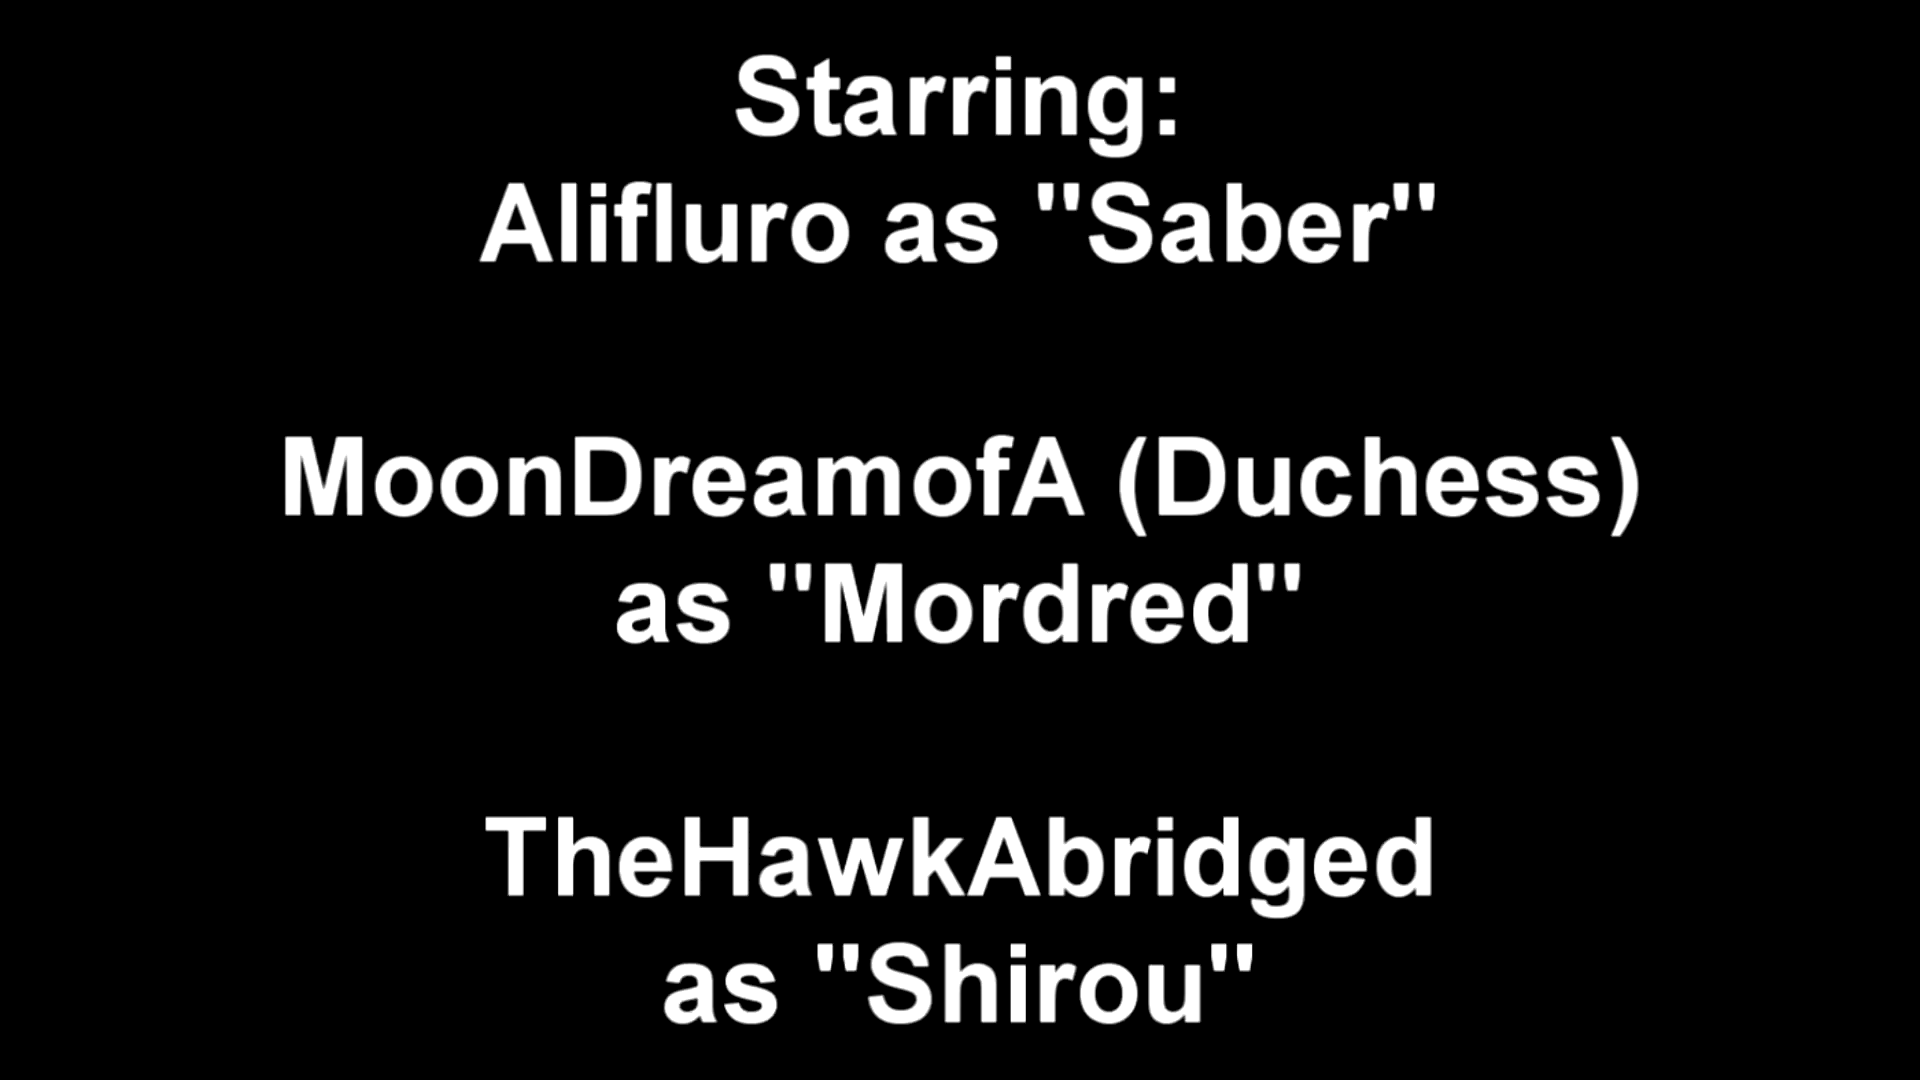 Starring:
Alifluro as "Saber"
MoonDreamofA (Duchess)
as "Mordred"
TheHawkAbridged
as "Shirou"